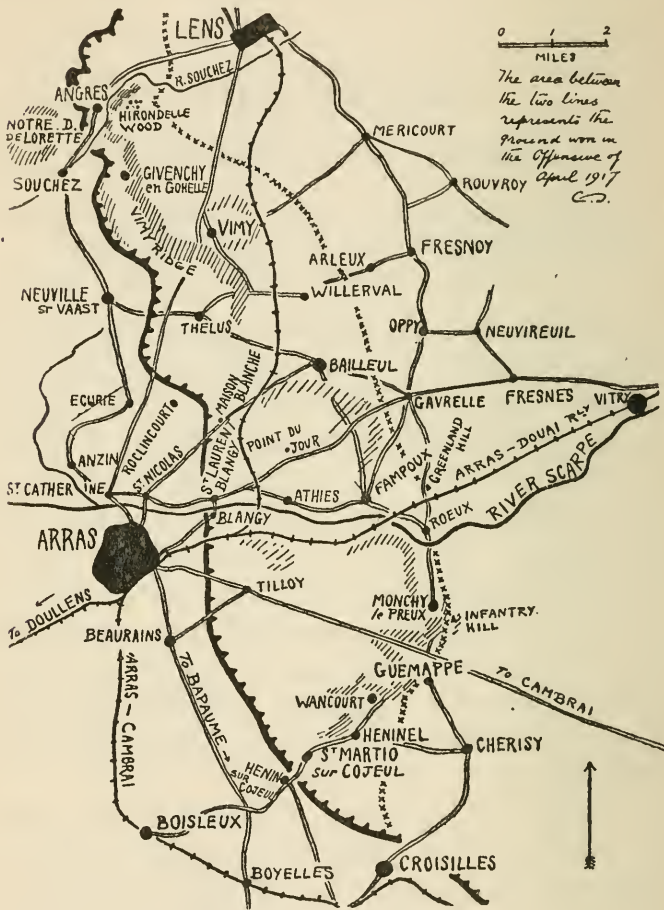 LENS
0 1 2
MILES
The area between
the two lines
represents the
ground won in
the Offensive of
April 1917
R. SOUCHEZ
ANGRES
HIRONDELLE
WOOD
NOTRE. D.
DE LORETTE
MERICOURT
SOUCHEZ
GIVENCHY
en GOHELLE
ROUVROY
VIMY RIDGE
VIMY
ARLEUX
FRESNOY
NEUVILLE
ST VAAST
WILLERVAL
THELUS
OPPY
NEUVIREUIL
BAILLEUL
MAISON
BLANCHE
ECURIE
ROCLINCOURT
GAVRELLE
FRESNES
VITRY
ANZIN
ST LAURENT
BLANGY
POINT DU
JOUR
GREENLAND
HILL
ARRAS-DOUAI RLY
ST CATHERINE
ST NICOLAS
ATHIES
FAMPOUX
RIVER SCARPE
BLANGY
ROEUX
ARRAS
TILLOY
MONCHY
le PREUX
INFANTRY.
HILL
TO DOULLENS
BEAURAINS
GUEMAPPE
TO CAMBRAI
ARRAS-CAMBRAI
TO BAPAUME
WANCOURT
HENINEL
CHERISY
ST MARTIO
sur COJEUL
HENIN
sur
COJEUL
BOISLEUX
BOYELLES
CROISILLES